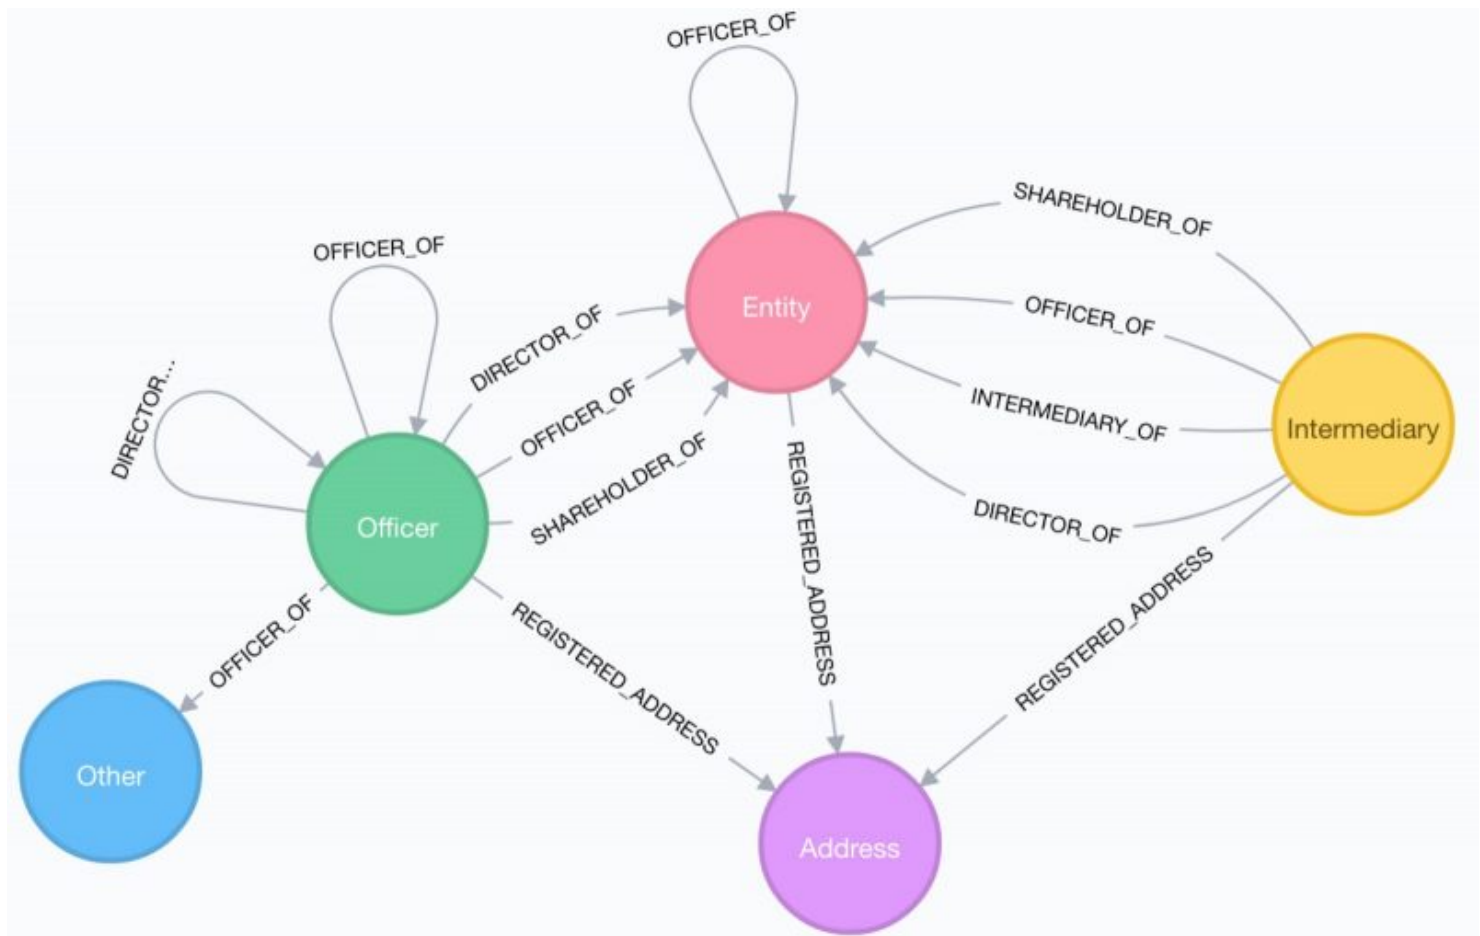 OFFICER_OF
SHAREHOLDER_OF
OFFICER_OF
Entity
DIRECTOR_OF
OFFICER_OF
OFFICER_OF
INTERMEDIARY_OF
Intermediary
DIRECTOR...
SHAREHOLDER_OF
DIRECTOR_OF
Officer
REGISTERED_ADDRESS
OFFICER_OF
REGISTERED_ADDRESS
REGISTERED_ADDRESS
Other
Address